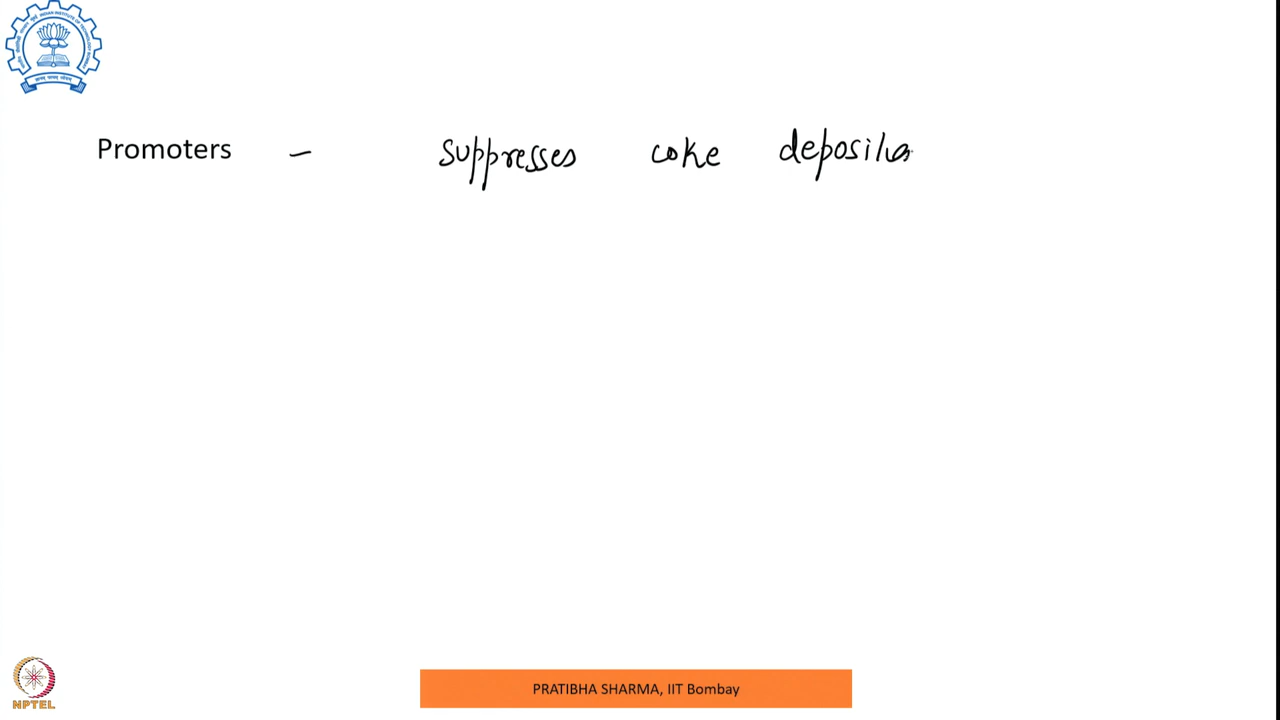 Promoters – suppresses coke
NPTEL
PRATIBHA SHARMA, IIT Bombay